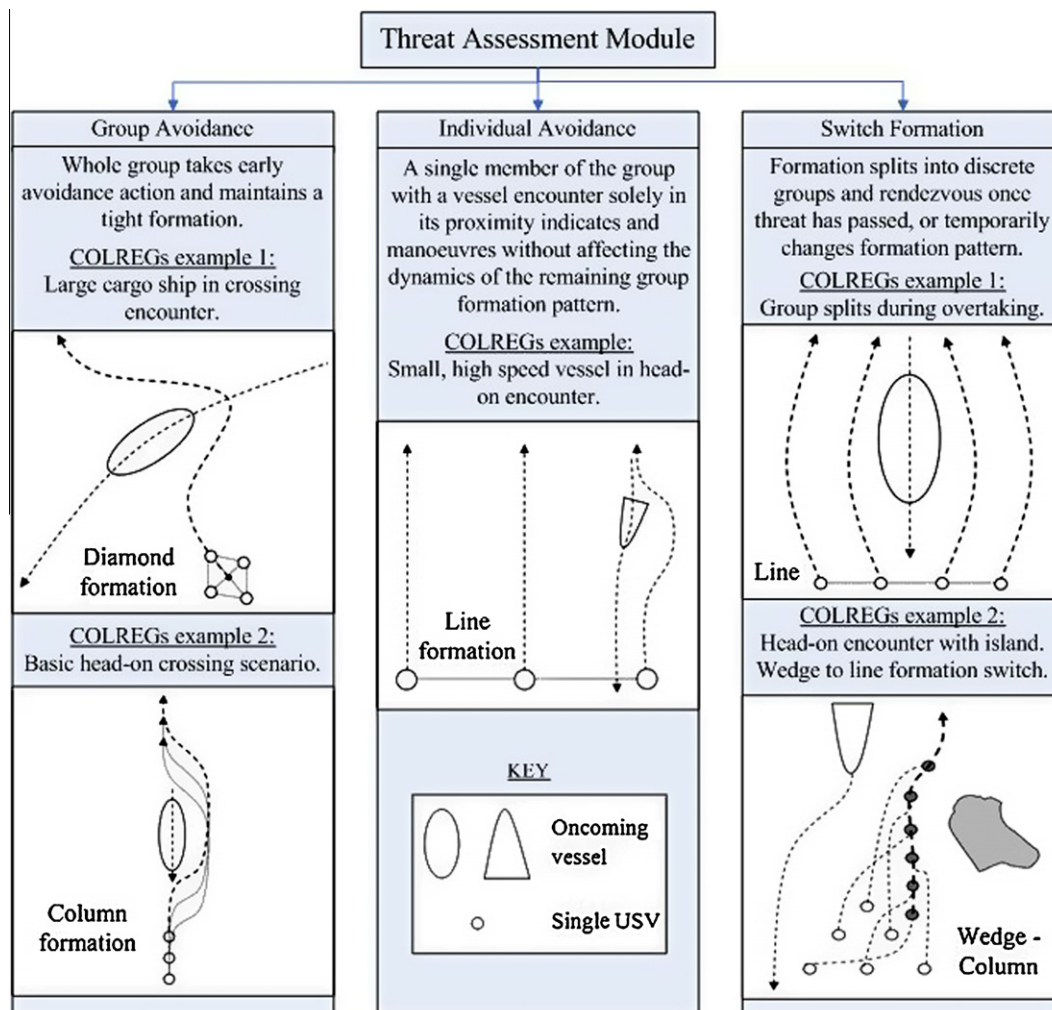 Threat Assessment Module
Group Avoidance
Whole group takes early
avoidance action and maintains a
tight formation.
COLREGs example 1:
Large cargo ship in crossing
encounter.
Diamond
formation
COLREGs example 2:
Basic head-on crossing scenario.
Column
formation
Individual Avoidance
A single member of the group
with a vessel encounter solely in
its proximity indicates and
manoeuvres without affecting the
dynamics of the remaining group
formation pattern.
COLREGs example:
Small, high speed vessel in head-
on encounter.
Line
formation
KEY
Oncoming
vessel
Single USV
Switch Formation
Formation splits into discrete
groups and rendezvous once
threat has passed, or temporarily
changes formation pattern.
COLREGs example 1:
Group splits during overtaking.
Line
COLREGs example 2:
Head-on encounter with island.
Wedge to line formation switch.
Wedge -
Column